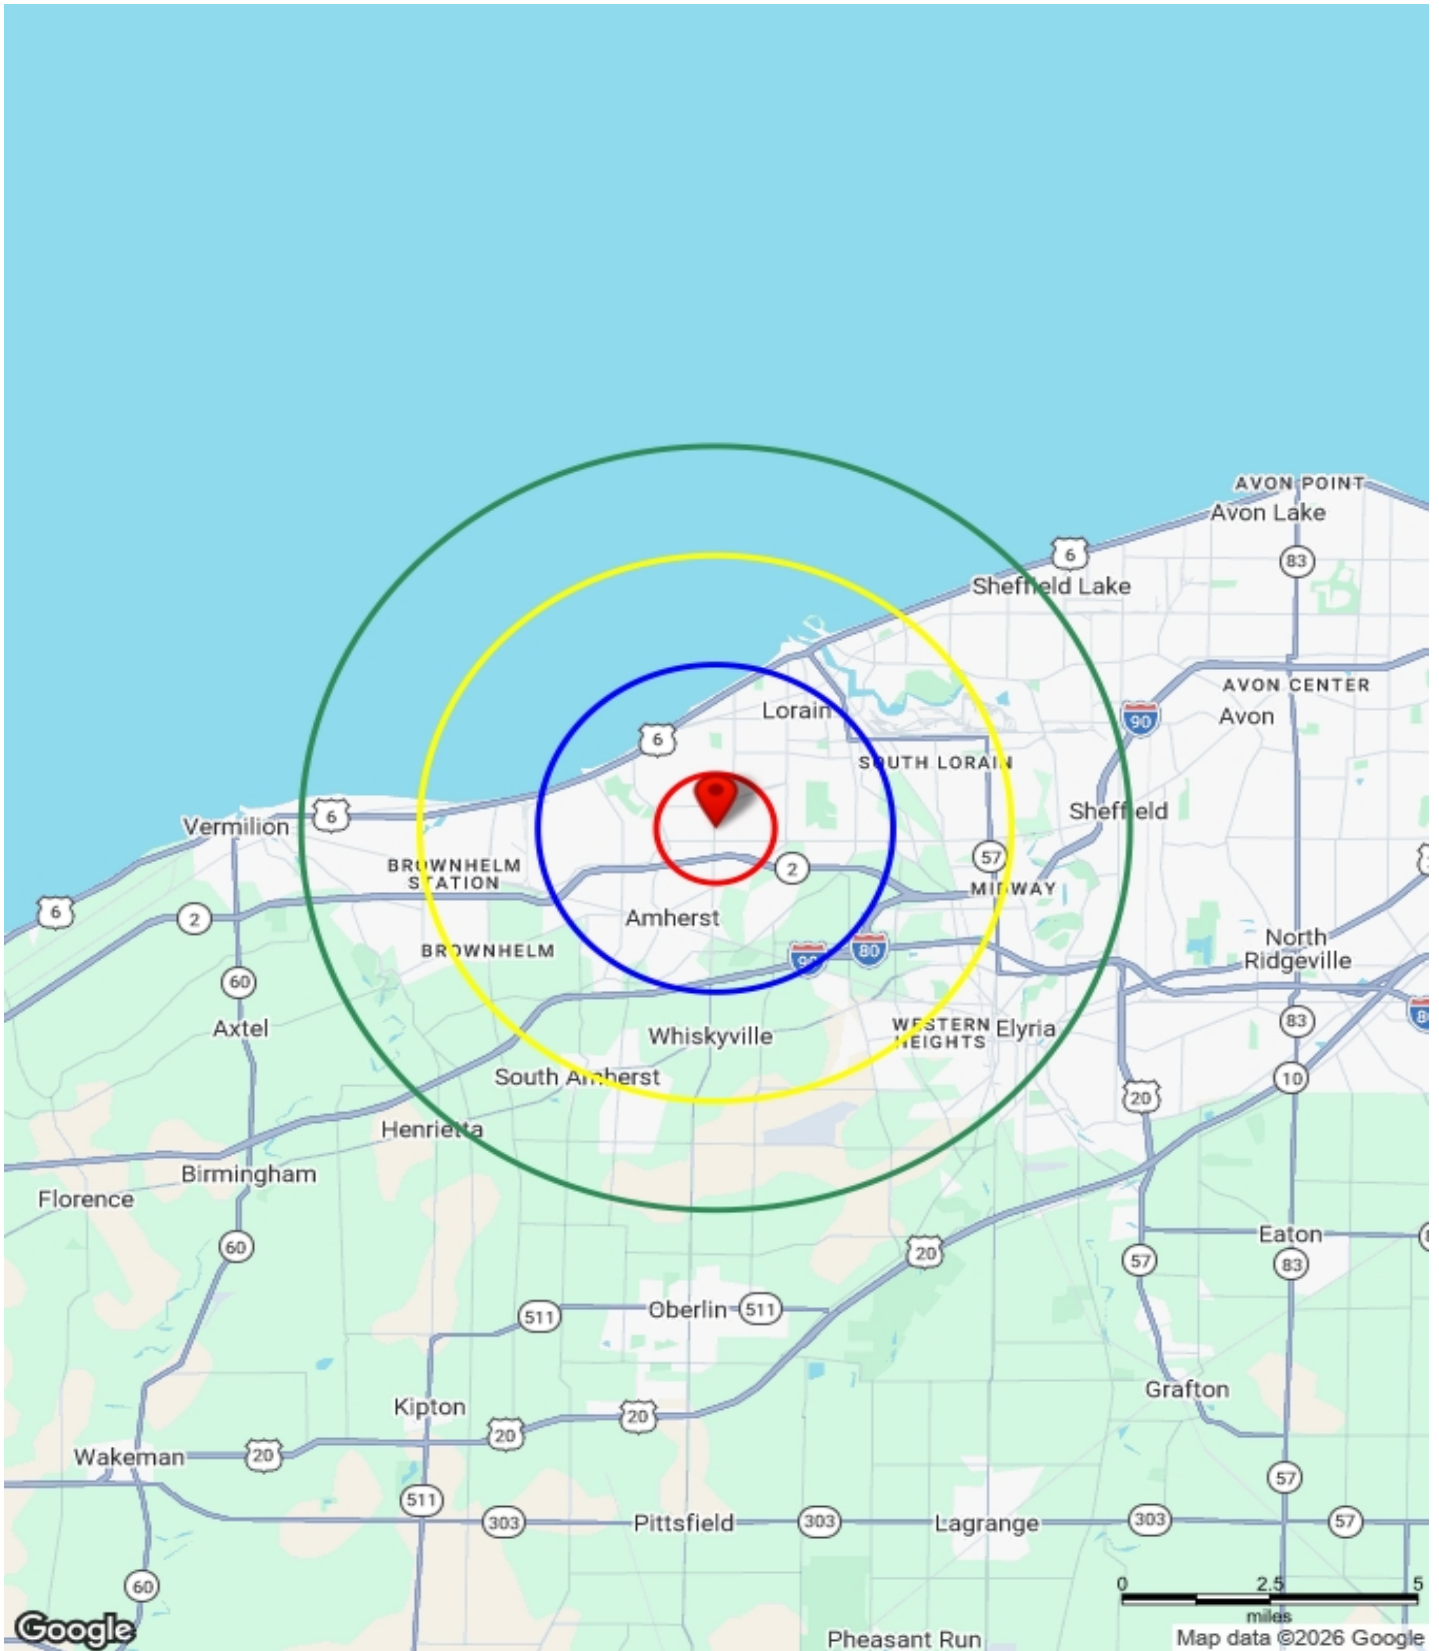 AVON POINT
Avon Lake
6
83
Sheffield Lake
AVON CENTER
Lorain
90
Avon
6
SOUTH LORAIN
Sheffield
6
Vermilion
57
BROWNHELM
STATION
2
MIDWAY
6
2
Amherst
BROWNHELM
90
80
North
Ridgeville
60
Axtel
Whiskyville
WESTERN
HEIGHTS
Elyria
83
South Amherst
10
20
Henrietta
Birmingham
Florence
60
20
Eaton
57
83
511
Oberlin
511
Grafton
Kipton
20
20
Wakeman
20
57
511
303
Pittsfield
303
Lagrange
303
57
60
0 2.5 5
miles
Google
Pheasant Run
Map data ©2026 Google